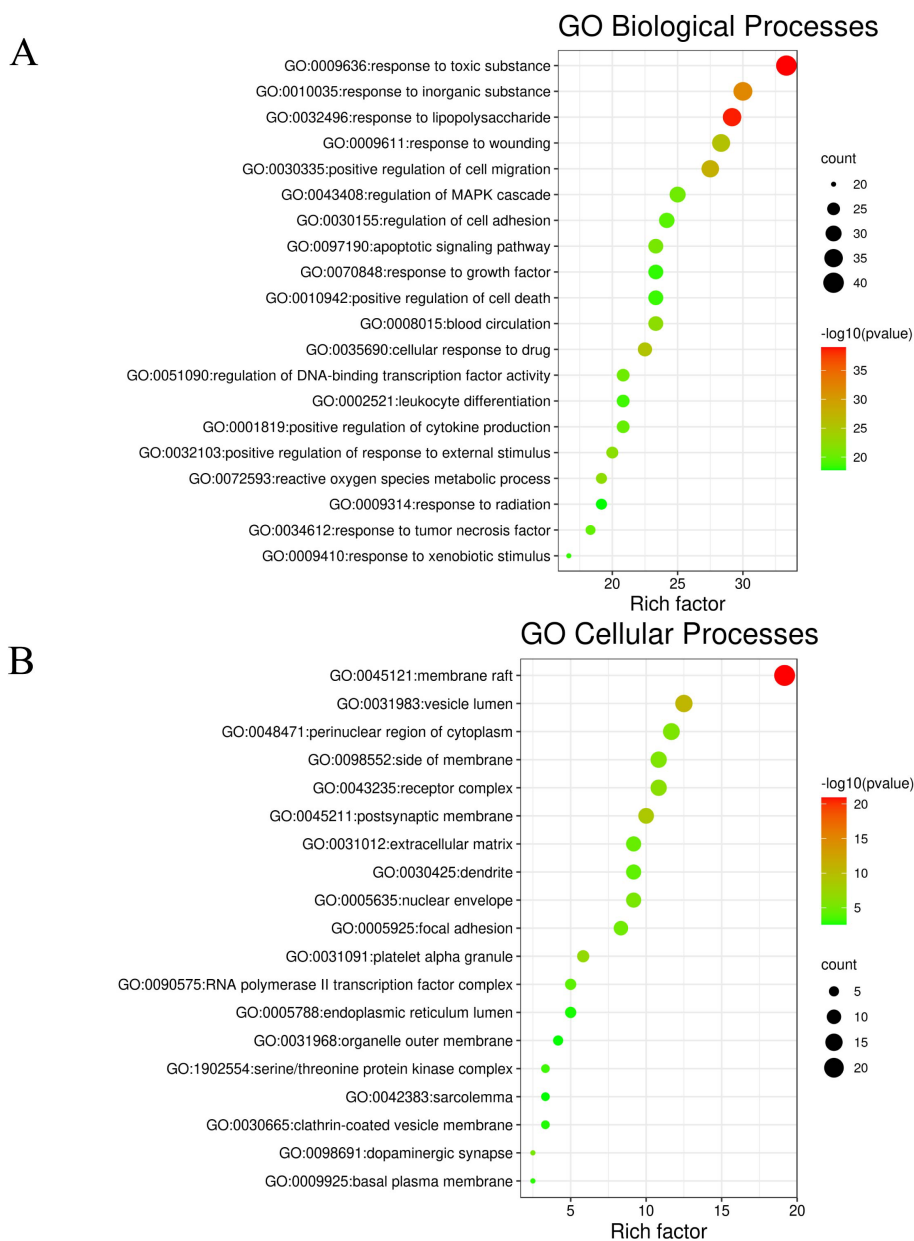 A
GO Biological Processes
GO:0009636:response to toxic substance
GO:0010035:response to inorganic substance
GO:0032496:response to lipopolysaccharide
GO:0009611:response to wounding
GO:0030335:positive regulation of cell migration
GO:0043408:regulation of MAPK cascade
GO:0030155:regulation of cell adhesion
GO:0097190:apoptotic signaling pathway
GO:0070848:response to growth factor
GO:0010942:positive regulation of cell death
GO:0008015:blood circulation
GO:0035690:cellular response to drug
GO:0051090:regulation of DNA-binding transcription factor activity
GO:0002521:leukocyte differentiation
GO:0001819:positive regulation of cytokine production
GO:0032103:positive regulation of response to external stimulus
GO:0072593:reactive oxygen species metabolic process
GO:0009314:response to radiation
GO:0034612:response to tumor necrosis factor
GO:0009410:response to xenobiotic stimulus
20 25 30
Rich factor
count
20
25
30
35
40
-log10(pvalue)
35
30
25
20
B
GO Cellular Processes
GO:0045121:membrane raft
GO:0031983:vesicle lumen
GO:0048471:perinuclear region of cytoplasm
GO:0098552:side of membrane
GO:0043235:receptor complex
GO:0045211:postsynaptic membrane
GO:0031012:extracellular matrix
GO:0030425:dendrite
GO:0005635:nuclear envelope
GO:0005925:focal adhesion
GO:0031091:platelet alpha granule
GO:0090575:RNA polymerase II transcription factor complex
GO:0005788:endoplasmic reticulum lumen
GO:0031968:organelle outer membrane
GO:1902554:serine/threonine protein kinase complex
GO:0042383:sarcolemma
GO:0030665:clathrin-coated vesicle membrane
GO:0098691:dopaminergic synapse
GO:0009925:basal plasma membrane
5 10 15 20
Rich factor
-log10(pvalue)
20
15
10
5
count
5
10
15
20